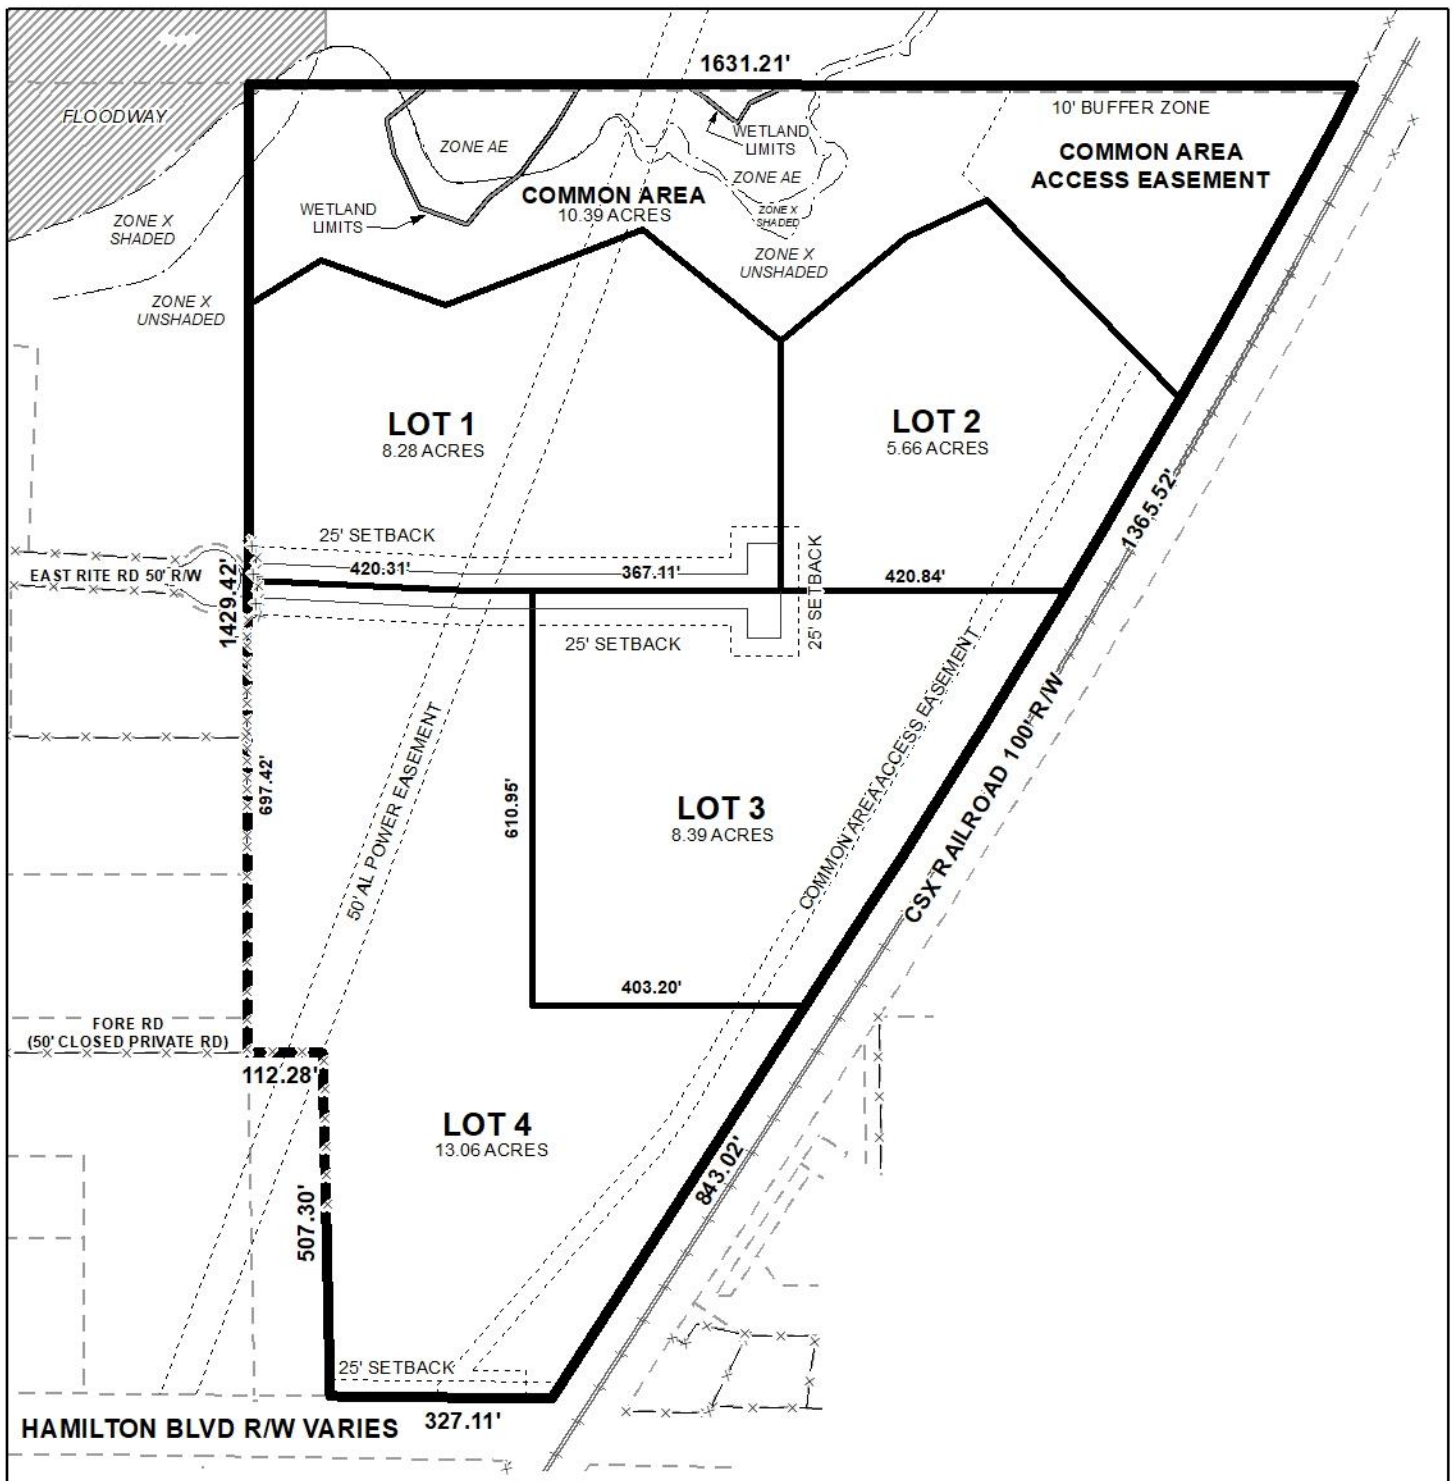 1631.21'
FLOODWAY
10' BUFFER ZONE
WETLAND
LIMITS
ZONE AE
COMMON AREA
ACCESS EASEMENT
ZONE AE
COMMON AREA
10.39 ACRES
WETLAND
LIMITS
ZONE X
SHADED
ZONE X
SHADED
ZONE X
UNSHADED
ZONE X
UNSHADED
LOT 1
8.28 ACRES
LOT 2
5.66 ACRES
1365.52'
25' SETBACK
EAST RITE RD 50' R/W
420.31'
367.11'
420.84'
25' SETBACK
1429.42'
25' SETBACK
COMMON AREA ACCESS EASEMENT
CSX RAILROAD 100' R/W
50' AL POWER EASEMENT
697.42'
610.95'
LOT 3
8.39 ACRES
403.20'
FORE RD
(50' CLOSED PRIVATE RD)
112.28'
LOT 4
13.06 ACRES
843.02'
507.30'
25' SETBACK
327.11'
HAMILTON BLVD R/W VARIES